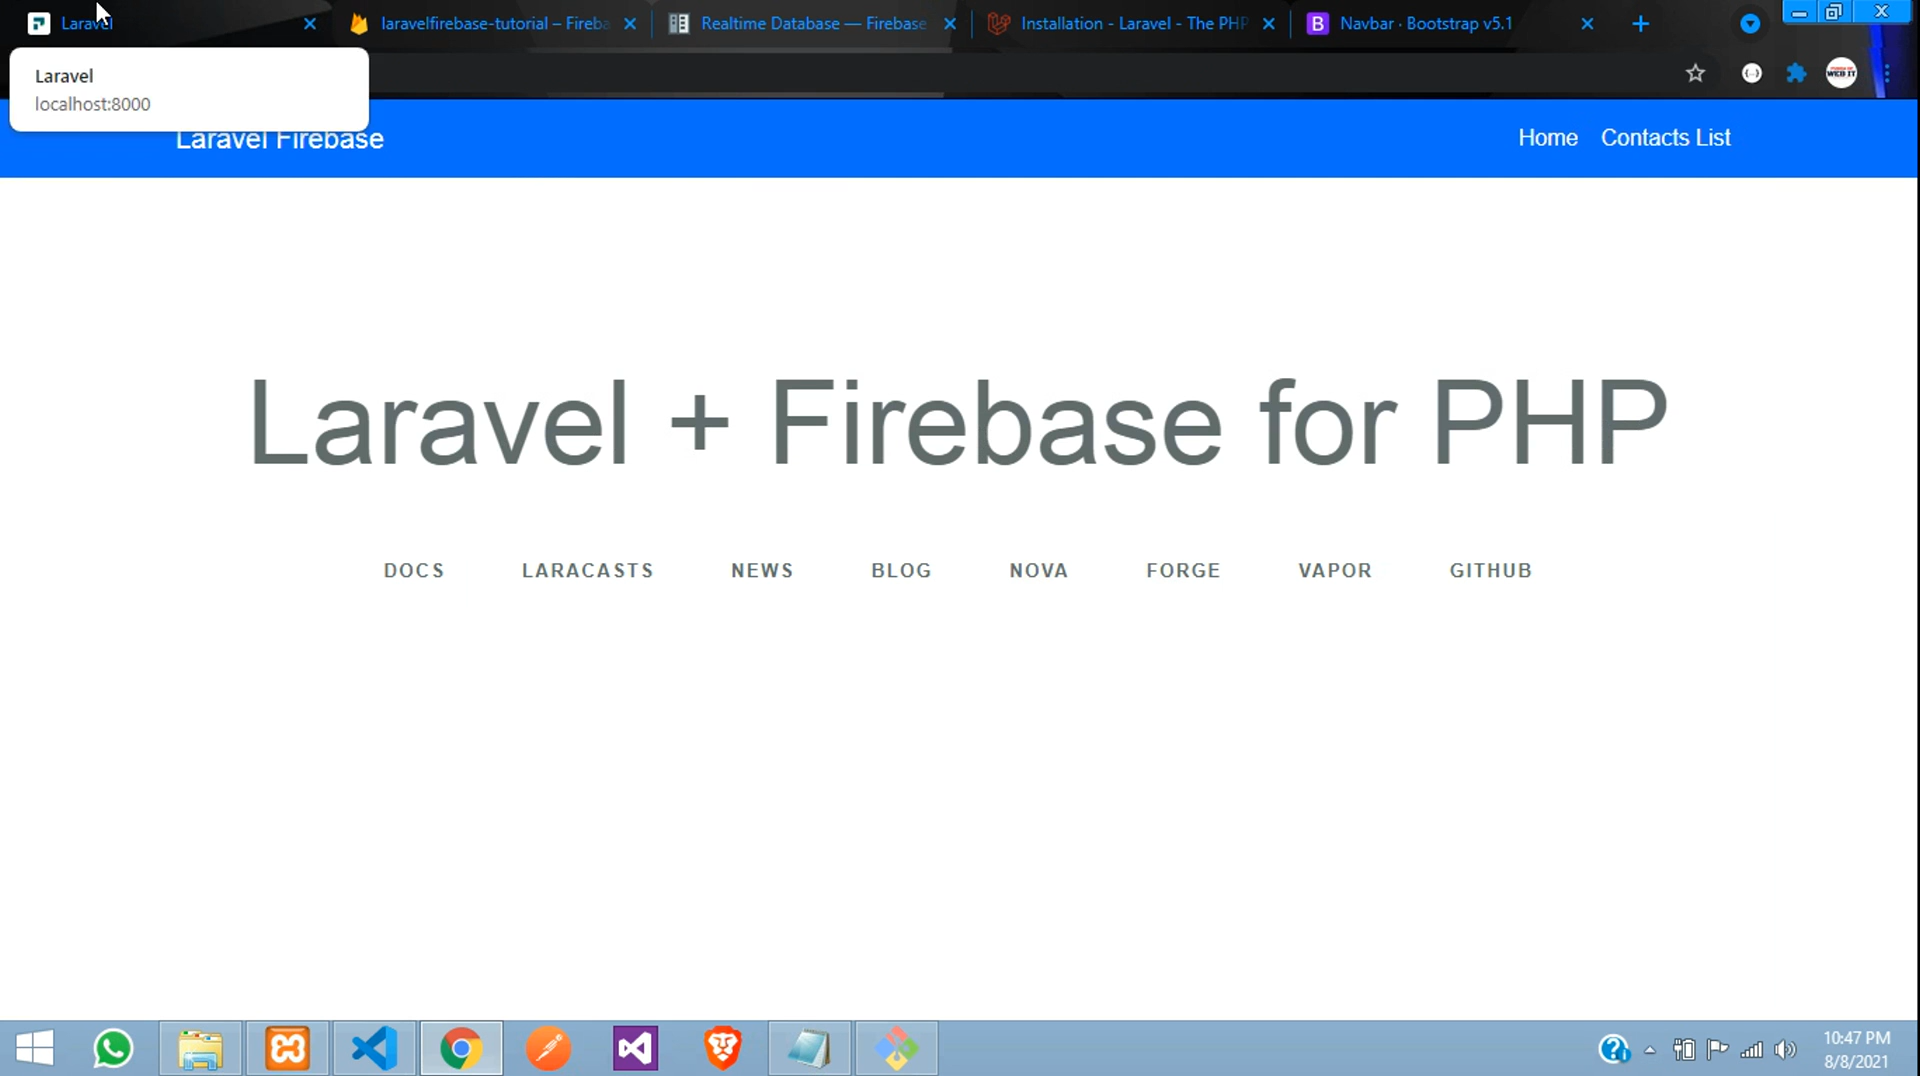 Laravel
laravelfirebase-tutorial – Fireba
Realtime Database — Firebase
Installation - Laravel - The PHP
B
Navbar · Bootstrap v5.1
Laravel
localhost:8000
WEB IT
Laravel Firebase
Home
Contacts List
Laravel + Firebase for PHP
DOCS
LARACASTS
NEWS
BLOG
NOVA
FORGE
VAPOR
GITHUB
10:47 PM
8/8/2021